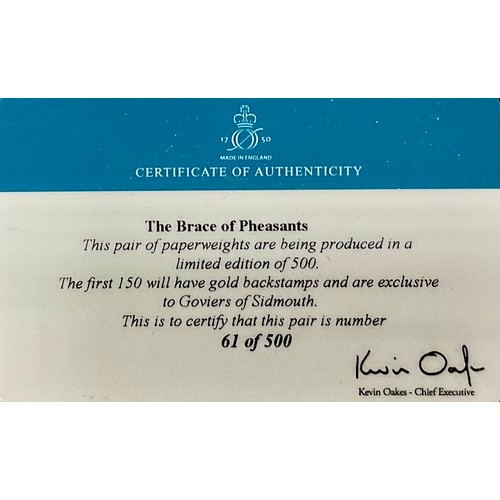 17 50
MADE IN ENGLAND
CERTIFICATE OF AUTHENTICITY
The Brace of Pheasants
This pair of paperweights are being produced in a
limited edition of 500.
The first 150 will have gold backstamps and are exclusive
to Goviers of Sidmouth.
This is to certify that this pair is number
61 of 500
Kevin Oakes
Kevin Oakes - Chief Executive